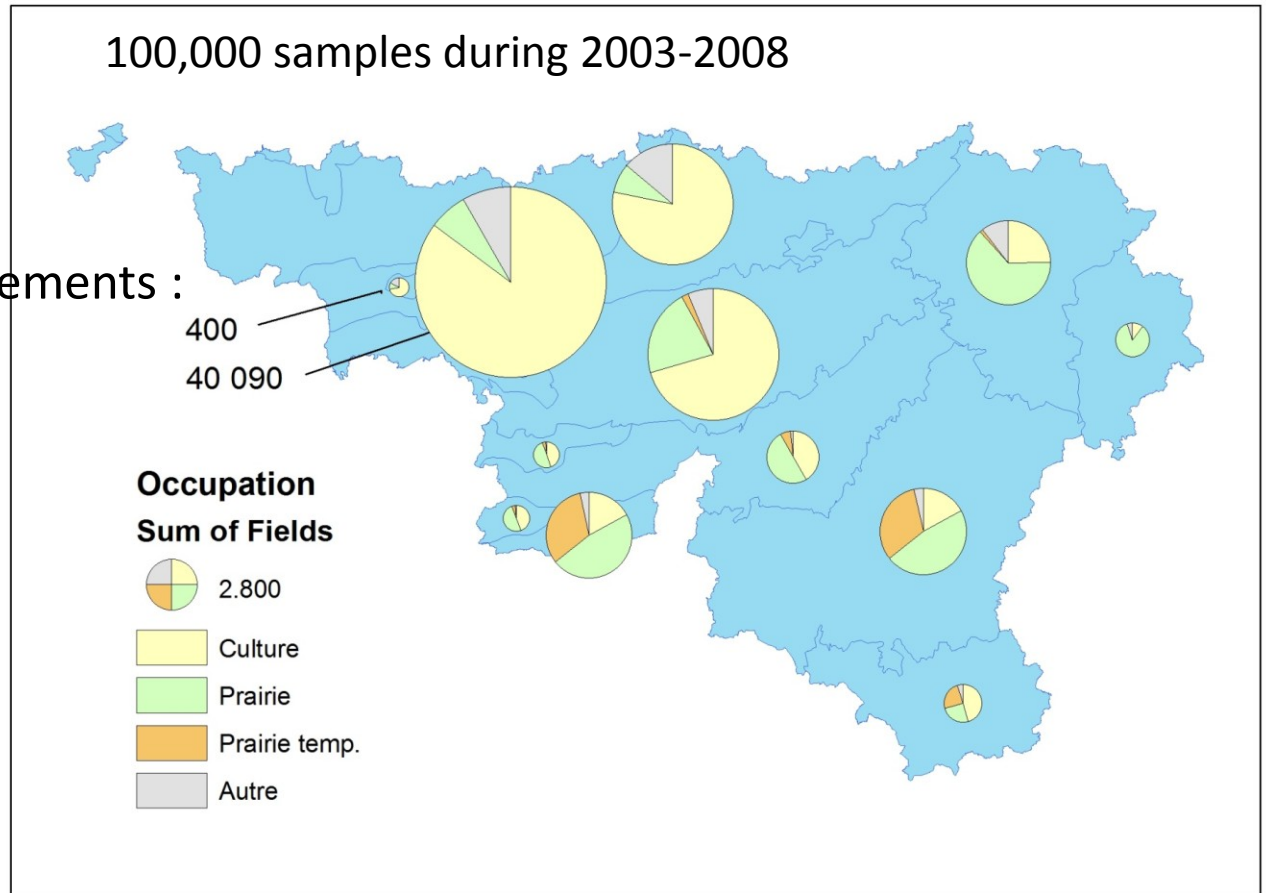 100,000 samples during 2003-2008
ements :
400
40 090
Occupation
Sum of Fields
2.800
Culture
Prairie
Prairie temp.
Autre